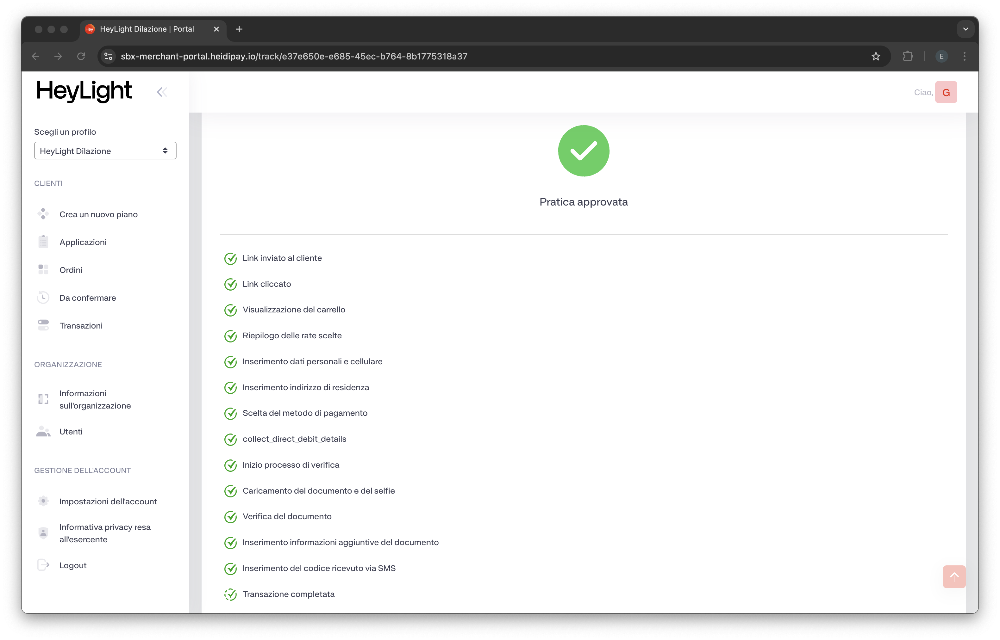 Hey
HeyLight Dilazione | Portal
sbx-merchant-portal.heidipay.io/track/e37e650e-e685-45ec-b764-8b1775318a37
E
HeyLight
Ciao,
G
Scegli un profilo
HeyLight Dilazione
CLIENTI
Crea un nuovo piano
Applicazioni
Ordini
Da confermare
Transazioni
ORGANIZZAZIONE
Informazioni
sull'organizzazione
Utenti
GESTIONE DELL'ACCOUNT
Impostazioni dell'account
Informativa privacy resa
all'esercente
Logout
Pratica approvata
Link inviato al cliente
Link cliccato
Visualizzazione del carrello
Riepilogo delle rate scelte
Inserimento dati personali e cellulare
Inserimento indirizzo di residenza
Scelta del metodo di pagamento
collect_direct_debit_details
Inizio processo di verifica
Caricamento del documento e del selfie
Verifica del documento
Inserimento informazioni aggiuntive del documento
Inserimento del codice ricevuto via SMS
Transazione completata